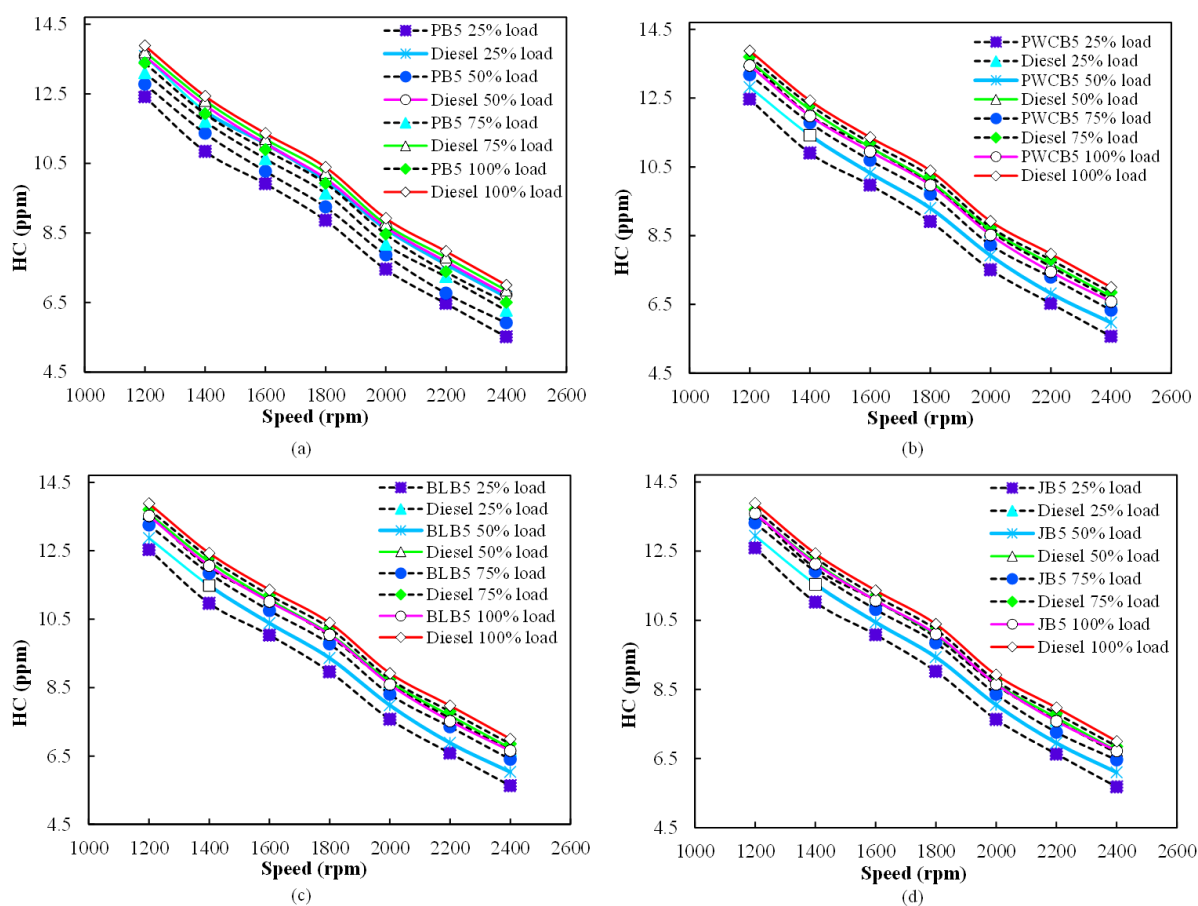 (a)
PB5 25% load
Diesel 25% load
PB5 50% load
Diesel 50% load
PB5 75% load
Diesel 75% load
PB5 100% load
Diesel 100% load
HC (ppm)
14.5
12.5
10.5
8.5
6.5
4.5
1000 1200 1400 1600 1800 2000 2200 2400 2600
Speed (rpm)
(a)
(b)
PWCB5 25% load
Diesel 25% load
PWCB5 50% load
Diesel 50% load
PWCB5 75% load
Diesel 75% load
PWCB5 100% load
Diesel 100% load
HC (ppm)
14.5
12.5
10.5
8.5
6.5
4.5
1000 1200 1400 1600 1800 2000 2200 2400 2600
Speed (rpm)
(b)
BLB5 25% load
Diesel 25% load
BLB5 50% load
Diesel 50% load
BLB5 75% load
Diesel 75% load
BLB5 100% load
Diesel 100% load
HC (ppm)
14.5
12.5
10.5
8.5
6.5
4.5
1000 1200 1400 1600 1800 2000 2200 2400 2600
Speed (rpm)
(c)
JB5 25% load
Diesel 25% load
JB5 50% load
Diesel 50% load
JB5 75% load
Diesel 75% load
JB5 100% load
Diesel 100% load
HC (ppm)
14.5
12.5
10.5
8.5
6.5
4.5
1000 1200 1400 1600 1800 2000 2200 2400 2600
Speed (rpm)
(d)